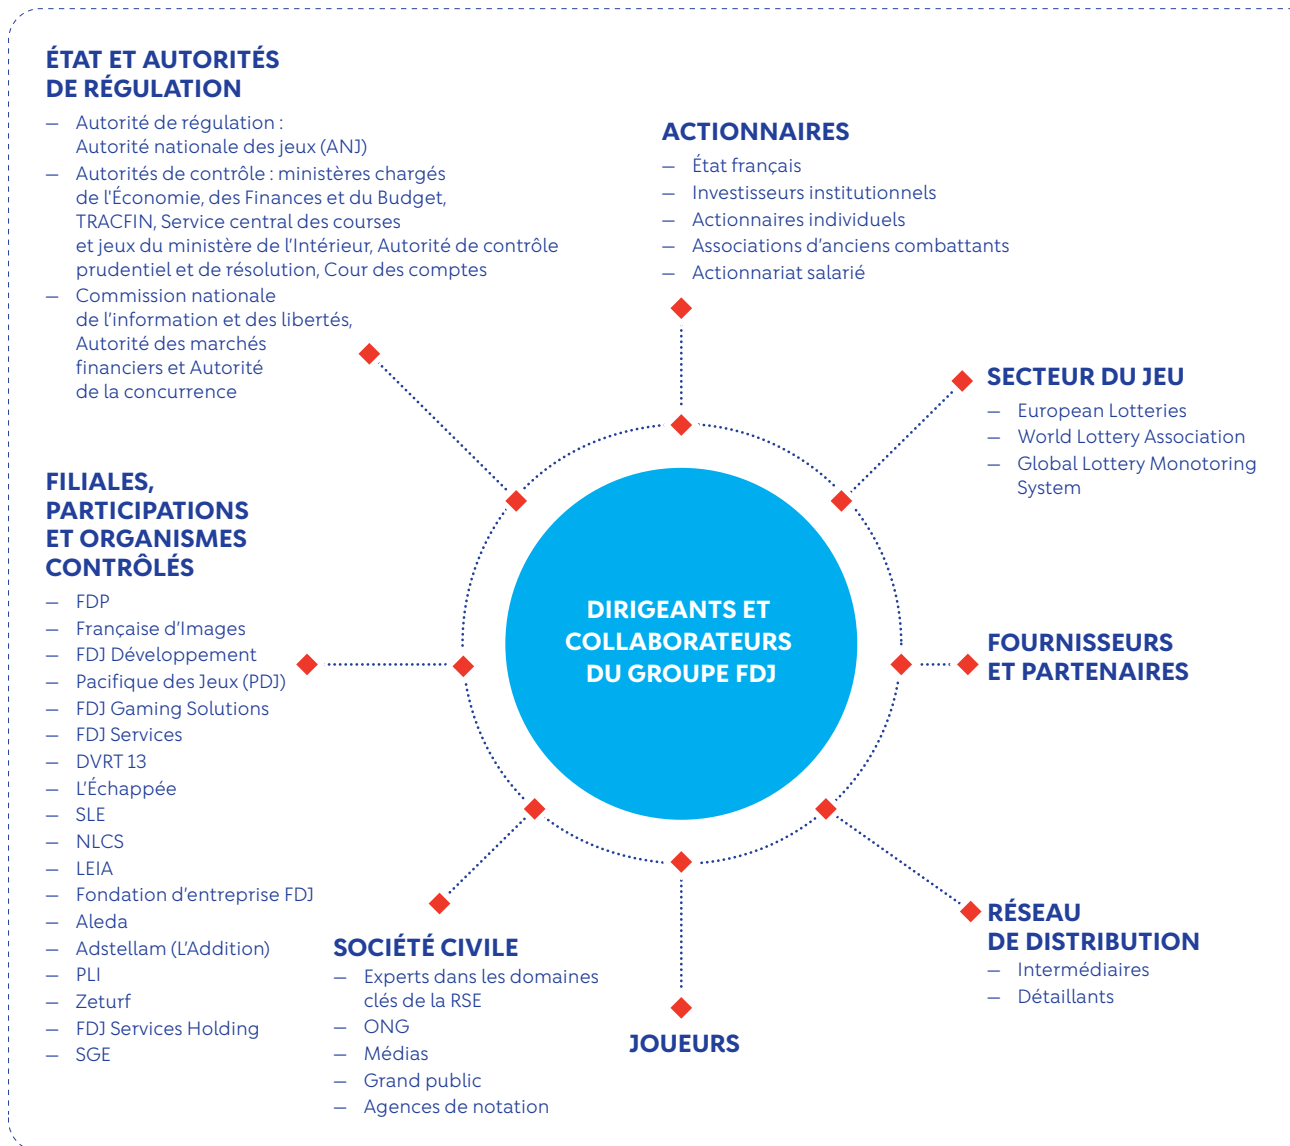 ÉTAT ET AUTORITÉS
DE RÉGULATION
— Autorité de régulation :
Autorité nationale des jeux (ANJ)
— Autorités de contrôle : ministères chargés
de l'Économie, des Finances et du Budget,
TRACFIN, Service central des courses
et jeux du ministère de l’Intérieur, Autorité de contrôle
prudentiel et de résolution, Cour des comptes
— Commission nationale
de l’information et des libertés,
Autorité des marchés
financiers et Autorité
de la concurrence
ACTIONNAIRES
— État français
— Investisseurs institutionnels
— Actionnaires individuels
— Associations d’anciens combattants
— Actionnariat salarié
SECTEUR DU JEU
— European Lotteries
— World Lottery Association
— Global Lottery Monotoring
System
FILIALES,
PARTICIPATIONS
ET ORGANISMES
CONTRÔLÉS
— FDP
— Française d’Images
— FDJ Développement
— Pacifique des Jeux (PDJ)
— FDJ Gaming Solutions
— FDJ Services
— DVRT 13
— L’Échappée
— SLE
— NLCS
— LEIA
— Fondation d’entreprise FDJ
— Aleda
— Adstellam (L’Addition)
— PLI
— Zeturf
— FDJ Services Holding
— SGE
DIRIGEANTS ET
COLLABORATEURS
DU GROUPE FDJ
FOURNISSEURS
ET PARTENAIRES
RÉSEAU
DE DISTRIBUTION
— Intermédiaires
— Détaillants
SOCIÉTÉ CIVILE
— Experts dans les domaines
clés de la RSE
— ONG
— Médias
— Grand public
— Agences de notation
JOUEURS